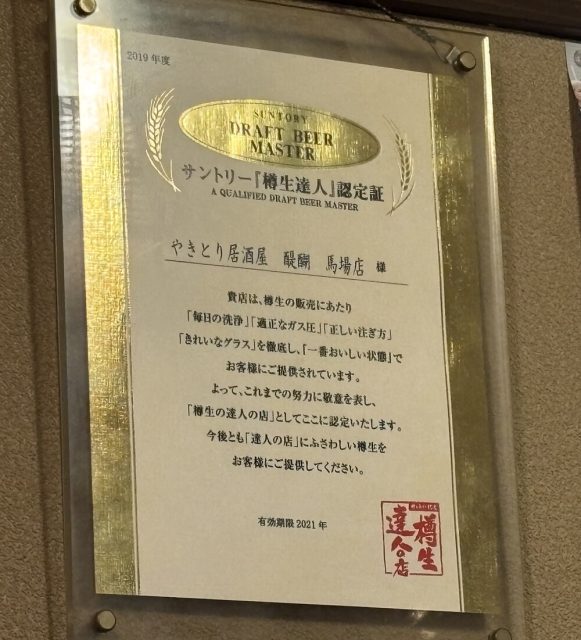 2019年度
SUNTORY
DRAFT BEER
MASTER
サントリー『樽生達人』認定証
A QUALIFIED DRAFT BEER MASTER
やきとり居酒屋 醍醐 馬場店 様
貴店は、樽生の販売にあたり
「毎日の洗浄」「適正なガス圧」「正しい注ぎ方」
「きれいなグラス」を徹底し、『一番おいしい状態』で
お客様にご提供されています。
よって、これまでの努力に敬意を表し、
「樽生の達人の店」としてここに認定いたします。
今後とも「達人の店」にふさわしい樽生を
お客様にご提供してください。
有効期限2021年
樽生
達人の店